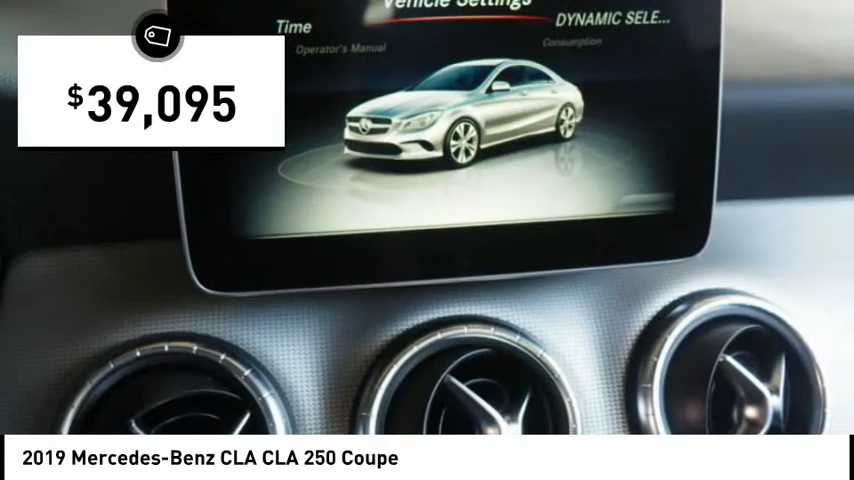 Vehicle Settings
Time
DYNAMIC SELE...
Operator's Manual
Consumption
$39,095
2019 Mercedes-Benz CLA CLA 250 Coupe